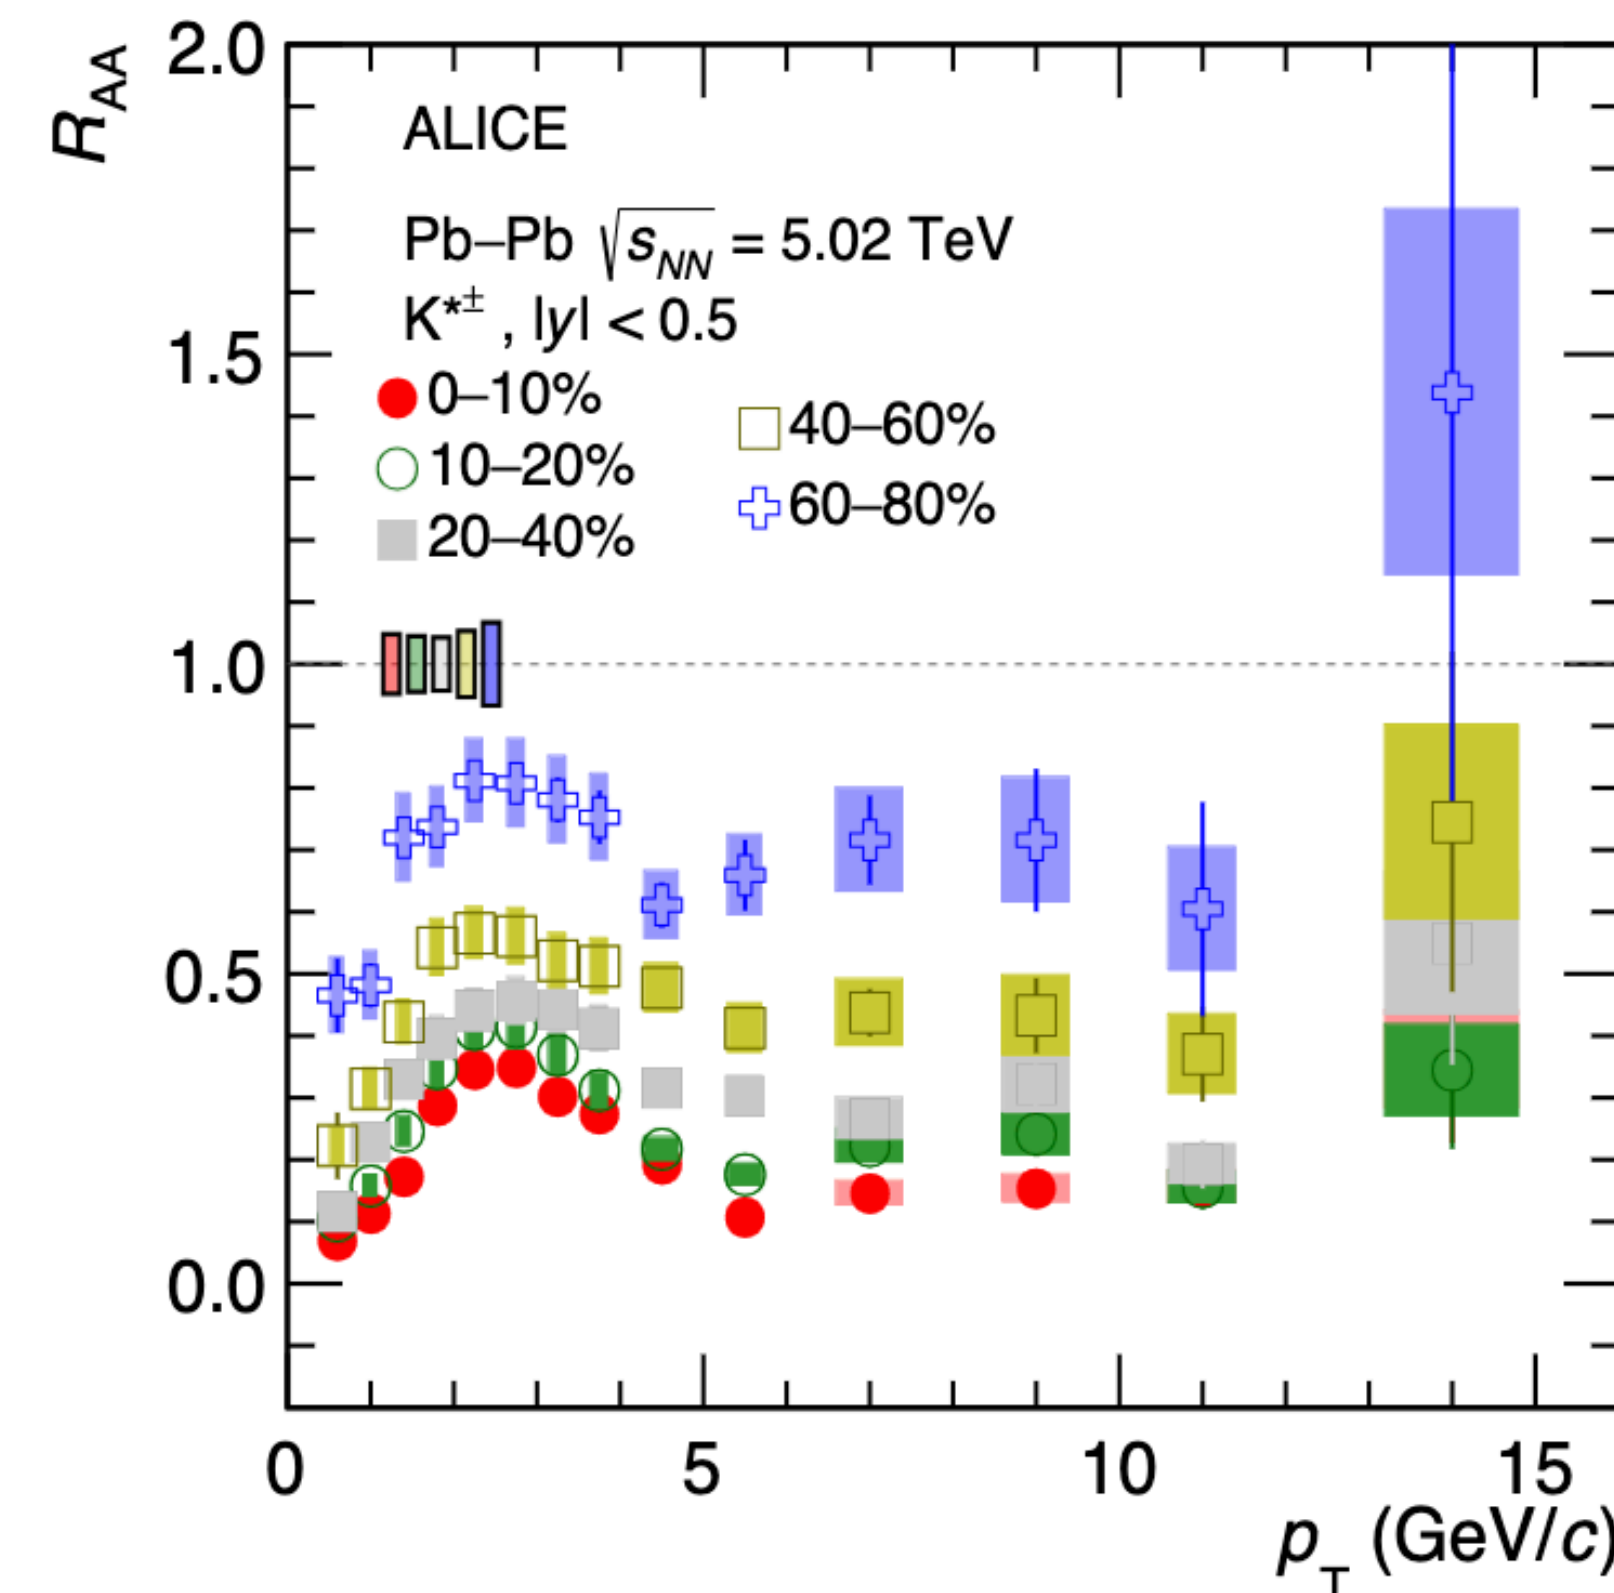 2.0
R_AA
ALICE
Pb–Pb √s_NN = 5.02 TeV
K*± , |y| < 0.5
1.5
0–10%
40–60%
10–20%
60–80%
20–40%
1.0
0.5
0.0
0 5 10 15
p_T (GeV/c)